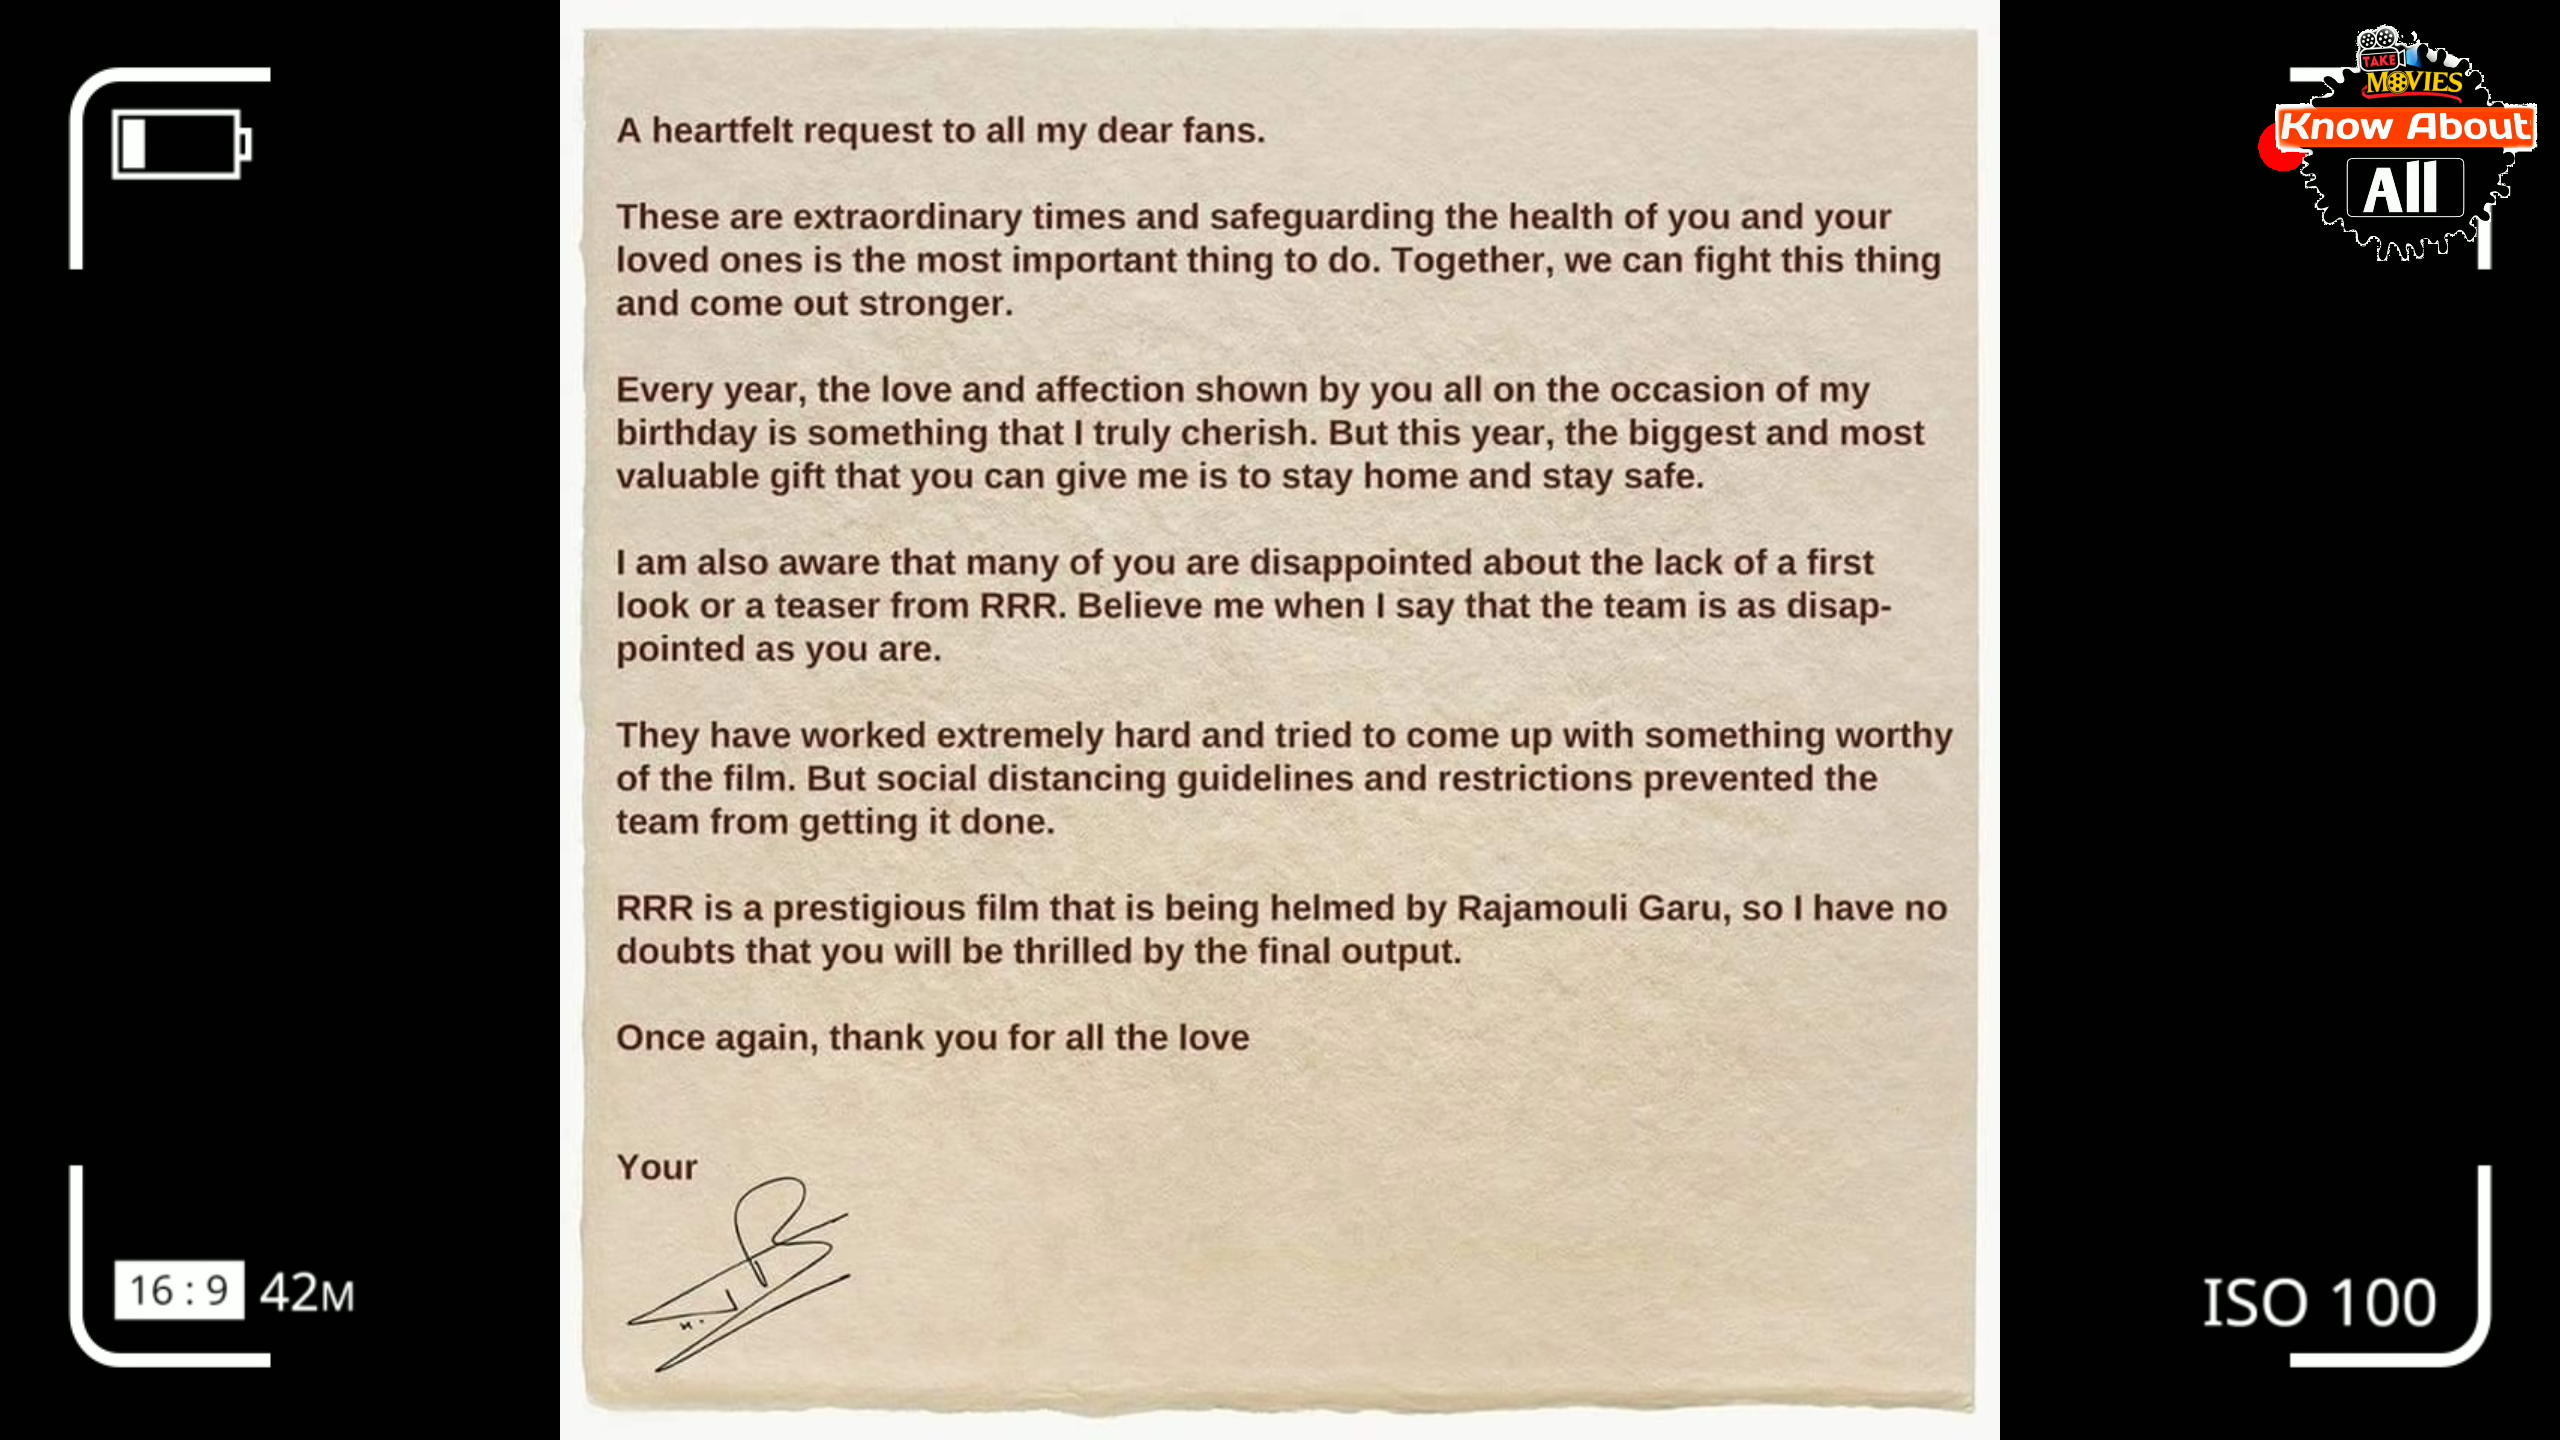 TAKE
MOVIES
Know About
All
A heartfelt request to all my dear fans.
These are extraordinary times and safeguarding the health of you and your
loved ones is the most important thing to do. Together, we can fight this thing
and come out stronger.
Every year, the love and affection shown by you all on the occasion of my
birthday is something that I truly cherish. But this year, the biggest and most
valuable gift that you can give me is to stay home and stay safe.
I am also aware that many of you are disappointed about the lack of a first
look or a teaser from RRR. Believe me when I say that the team is as disap-
pointed as you are.
They have worked extremely hard and tried to come up with something worthy
of the film. But social distancing guidelines and restrictions prevented the
team from getting it done.
RRR is a prestigious film that is being helmed by Rajamouli Garu, so I have no
doubts that you will be thrilled by the final output.
Once again, thank you for all the love
Your
16 : 9 42M
ISO 100